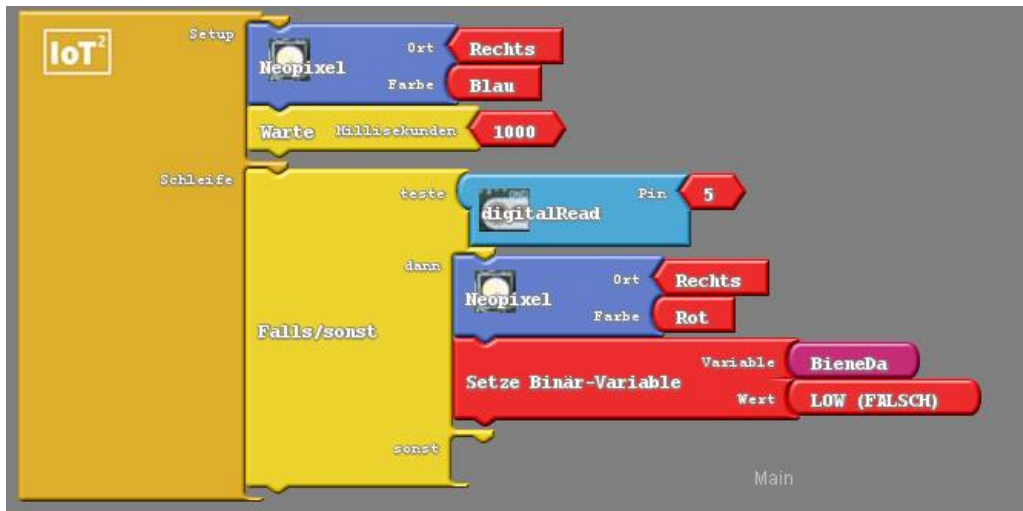 IoT²
Setup
Neopixel
Ort
Rechts
Farbe
Blau
Warte Millisekunden 1000
Schleife
Falls/sonst
teste
digitalRead
Pin
5
dann
Neopixel
Ort
Rechts
Farbe
Rot
Setze Binär-Variable
Variable
BieneDa
Wert
LOW (FALSCH)
sonst
Main